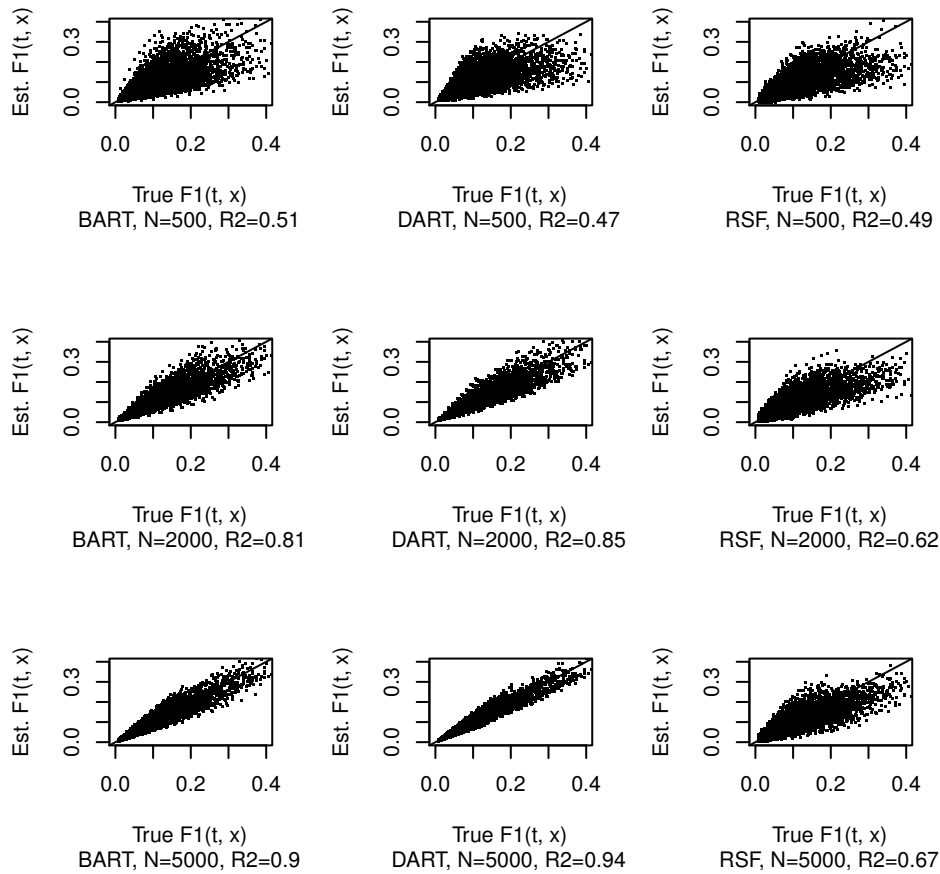 Est. F1(t, x)
0.0 0.3
0.0 0.2 0.4
True F1(t, x)
BART, N=500, R2=0.51
Est. F1(t, x)
0.0 0.3
0.0 0.2 0.4
True F1(t, x)
DART, N=500, R2=0.47
Est. F1(t, x)
0.0 0.3
0.0 0.2 0.4
True F1(t, x)
RSF, N=500, R2=0.49
Est. F1(t, x)
0.0 0.3
0.0 0.2 0.4
True F1(t, x)
BART, N=2000, R2=0.81
Est. F1(t, x)
0.0 0.3
0.0 0.2 0.4
True F1(t, x)
DART, N=2000, R2=0.85
Est. F1(t, x)
0.0 0.3
0.0 0.2 0.4
True F1(t, x)
RSF, N=2000, R2=0.62
Est. F1(t, x)
0.0 0.3
0.0 0.2 0.4
True F1(t, x)
BART, N=5000, R2=0.9
Est. F1(t, x)
0.0 0.3
0.0 0.2 0.4
True F1(t, x)
DART, N=5000, R2=0.94
Est. F1(t, x)
0.0 0.3
0.0 0.2 0.4
True F1(t, x)
RSF, N=5000, R2=0.67